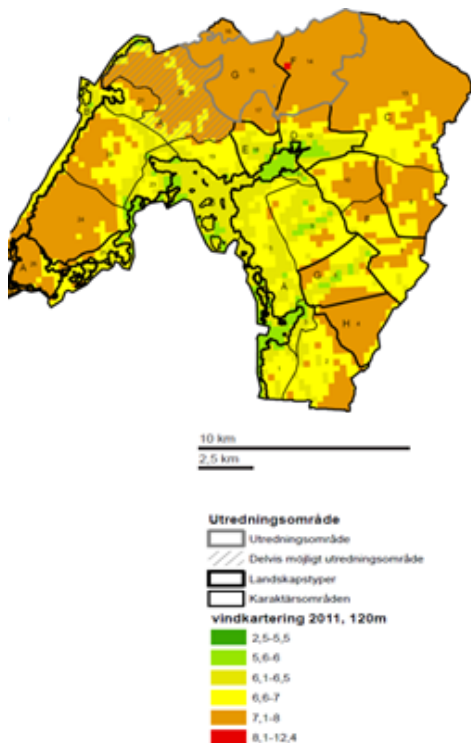 G
F
C
E
D
F
A
A
G
H
10 km
2,5 km
Utredningsområde
Utredningsområde
Delvis möjligt utredningsområde
Landskapstyper
Karaktärsområden
vindkartering 2011, 120m
2,5-5,5
5,6-6
6,1-6,5
6,6-7
7,1-8
8,1-12,4